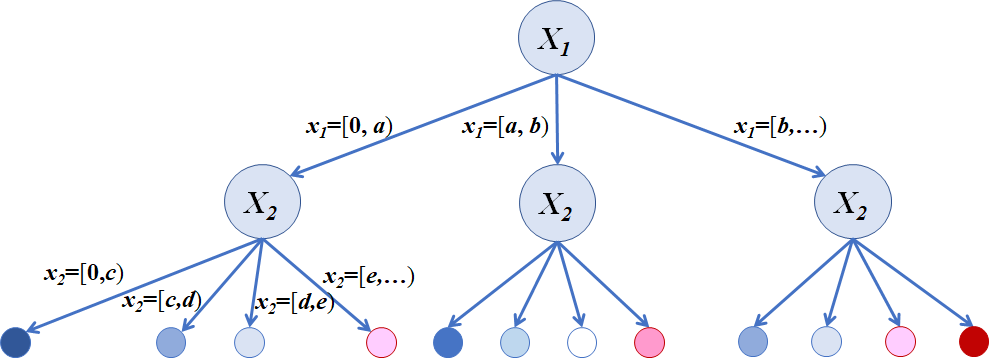 X1
x1=[0, a)
x1=[a, b)
x1=[b,…)
X2
X2
X2
x2=[0,c)
x2=[c,d)
x2=[d,e)
x2=[e,…)